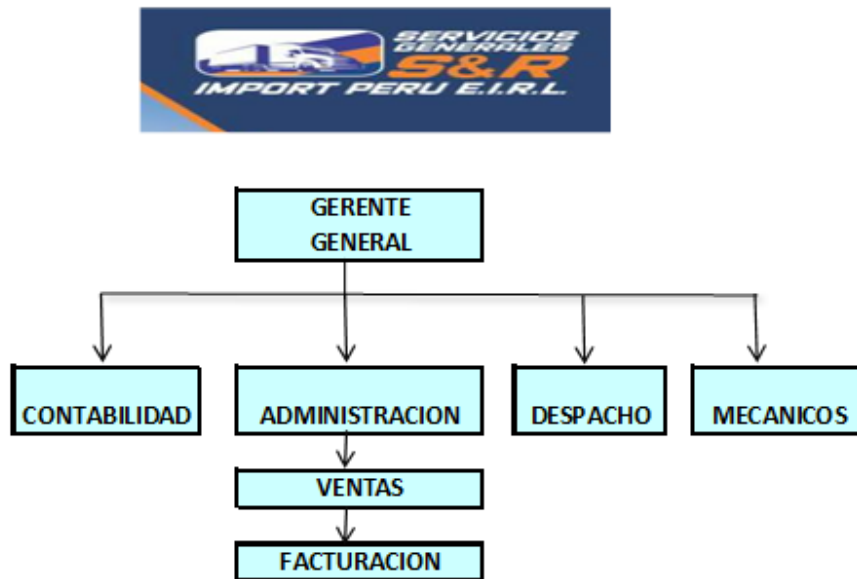 SERVICIOS
GENERALES
S&R
IMPORT PERU E.I.R.L.
GERENTE
GENERAL
CONTABILIDAD
ADMINISTRACION
DESPACHO
MECANICOS
VENTAS
FACTURACION